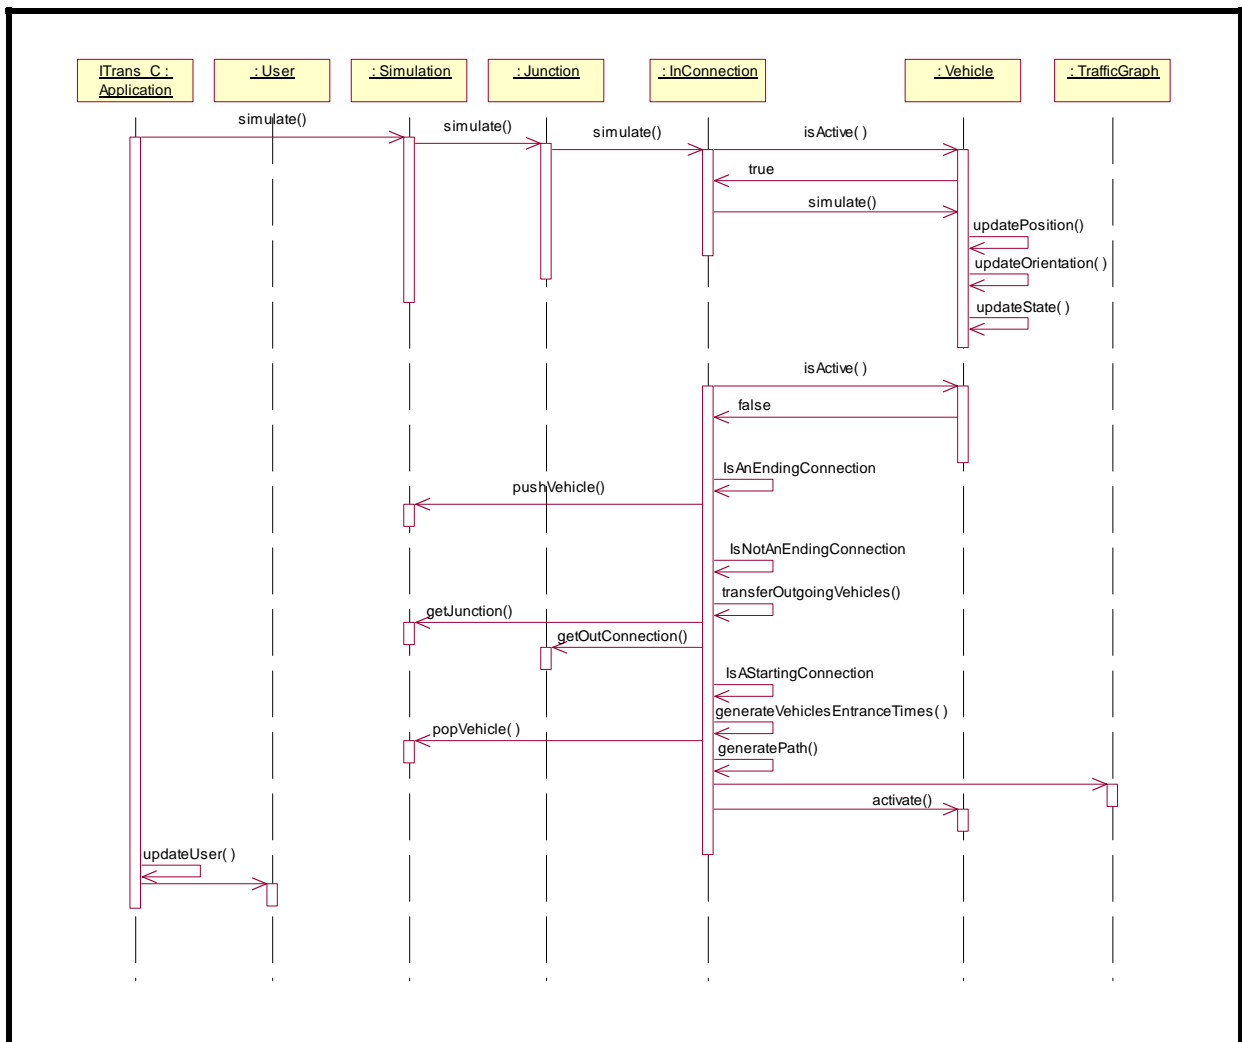 ITrans_C :
Application
: User
: Simulation
: Junction
: InConnection
: Vehicle
: TrafficGraph
simulate()
simulate()
simulate()
isActive( )
true
simulate()
updatePosition()
updateOrientation( )
updateState( )
isActive( )
false
IsAnEndingConnection
pushVehicle()
IsNotAnEndingConnection
transferOutgoingVehicles()
getJunction()
getOutConnection()
IsAStartingConnection
generateVehiclesEntranceTimes( )
popVehicle( )
generatePath()
activate()
updateUser( )